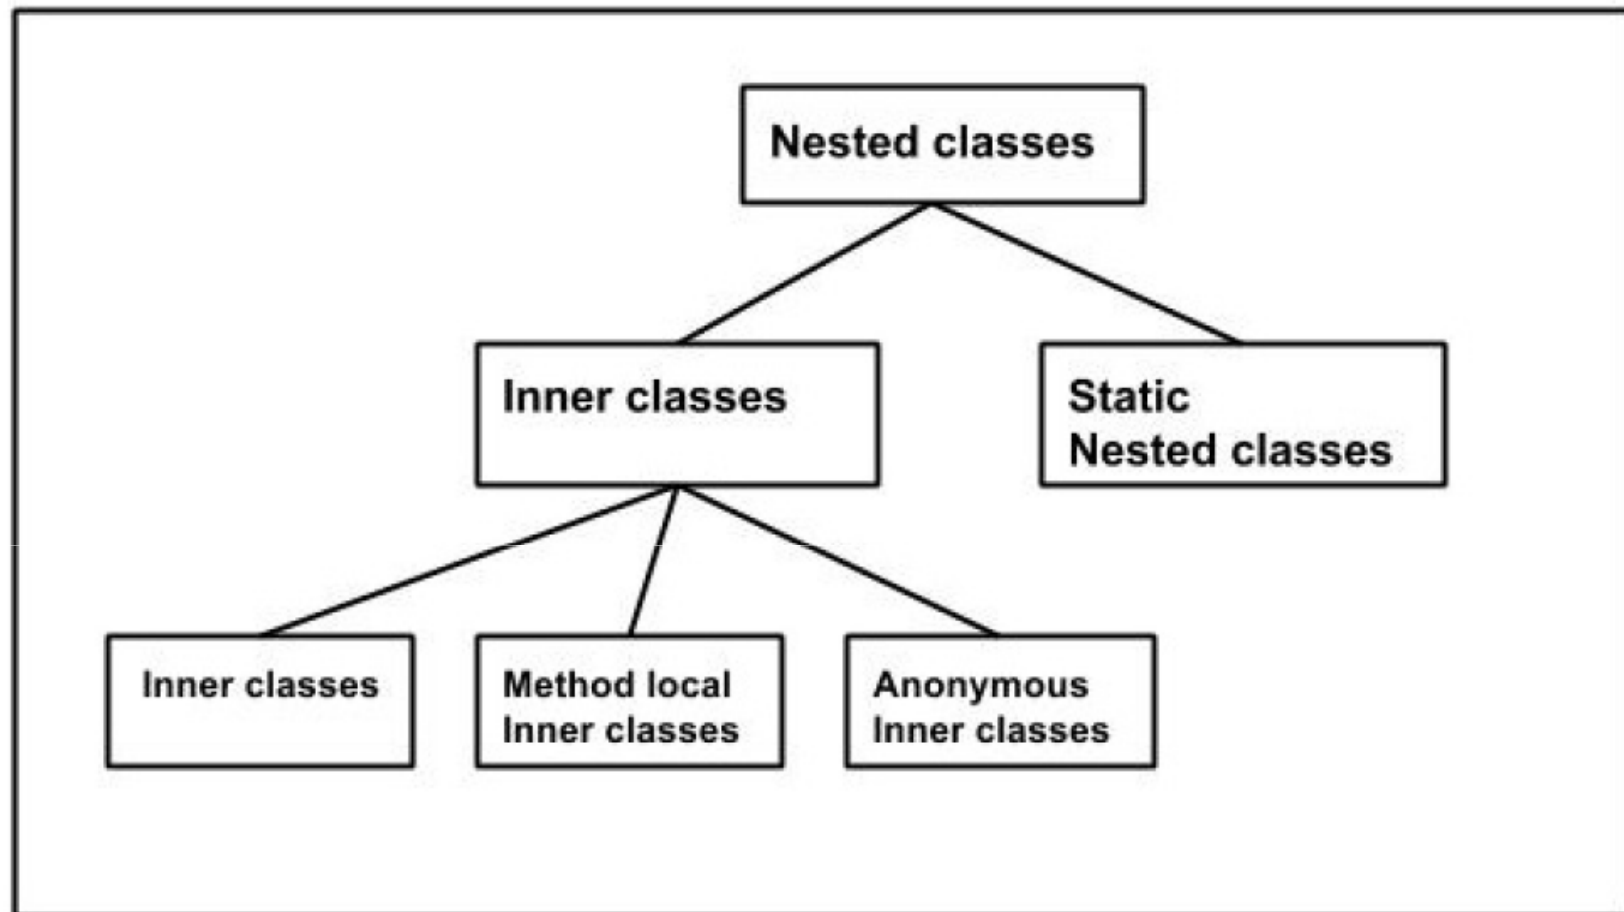 Nested classes
Inner classes
Static
Nested classes
Inner classes
Method local
Inner classes
Anonymous
Inner classes